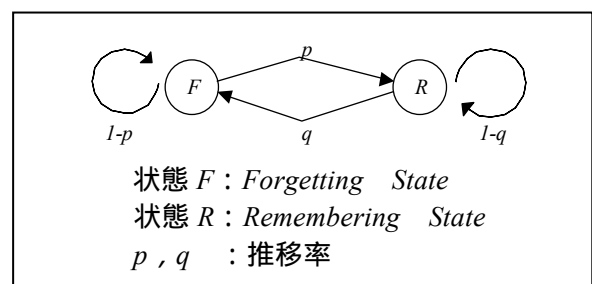 p
F
R
1-p
q
1-q
状態 F：Forgetting State
状態 R：Remembering State
p , q ：推移率